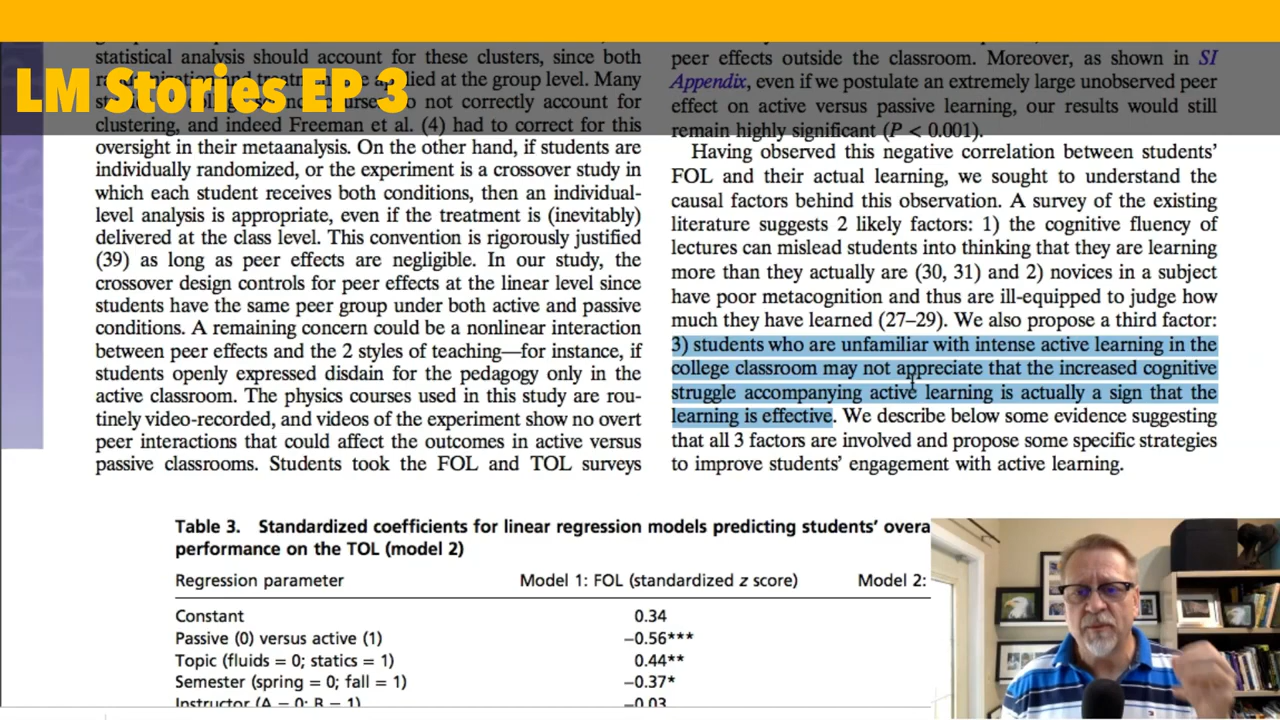 LM Stories EP 3
statistical analysis should account for these clusters, since both
at the group level. Many
not correctly account for
clustering, and indeed Freeman et al. (4) had to correct for this
oversight in their metaanalysis. On the other hand, if students are
individually randomized, or the experiment is a crossover study in
which each student receives both conditions, then an individual-
level analysis is appropriate, even if the treatment is (inevitably)
delivered at the class level. This convention is rigorously justified
(39) as long as peer effects are negligible. In our study, the
crossover design controls for peer effects at the linear level since
students have the same peer group under both active and passive
conditions. A remaining concern could be a nonlinear interaction
between peer effects and the 2 styles of teaching—for instance, if
students openly expressed disdain for the pedagogy only in the
active classroom. The physics courses used in this study are rou-
tinely video-recorded, and videos of the experiment show no overt
peer interactions that could affect the outcomes in active versus
passive classrooms. Students took the FOL and TOL surveys
peer effects outside the classroom. Moreover, as shown in SI
Appendix, even if we postulate an extremely large unobserved peer
effect on active versus passive learning, our results would still
remain highly significant (P < 0.001).
Having observed this negative correlation between students’
FOL and their actual learning, we sought to understand the
causal factors behind this observation. A survey of the existing
literature suggests 2 likely factors: 1) the cognitive fluency of
lectures can mislead students into thinking that they are learning
more than they actually are (30, 31) and 2) novices in a subject
have poor metacognition and thus are ill-equipped to judge how
much they have learned (27–29). We also propose a third factor:
3) students who are unfamiliar with intense active learning in the
college classroom may not appreciate that the increased cognitive
struggle accompanying active learning is actually a sign that the
learning is effective. We describe below some evidence suggesting
that all 3 factors are involved and propose some specific strategies
to improve students’ engagement with active learning.
Table 3. Standardized coefficients for linear regression models predicting students’ overa
performance on the TOL (model 2)
Regression parameter Model 1: FOL (standardized z score) Model 2:
Constant 0.34
Passive (0) versus active (1) −0.56***
Topic (fluids = 0; statics = 1) 0.44**
Semester (spring = 0; fall = 1) −0.37*
Instructor (A = 0; B = 1) −0.03